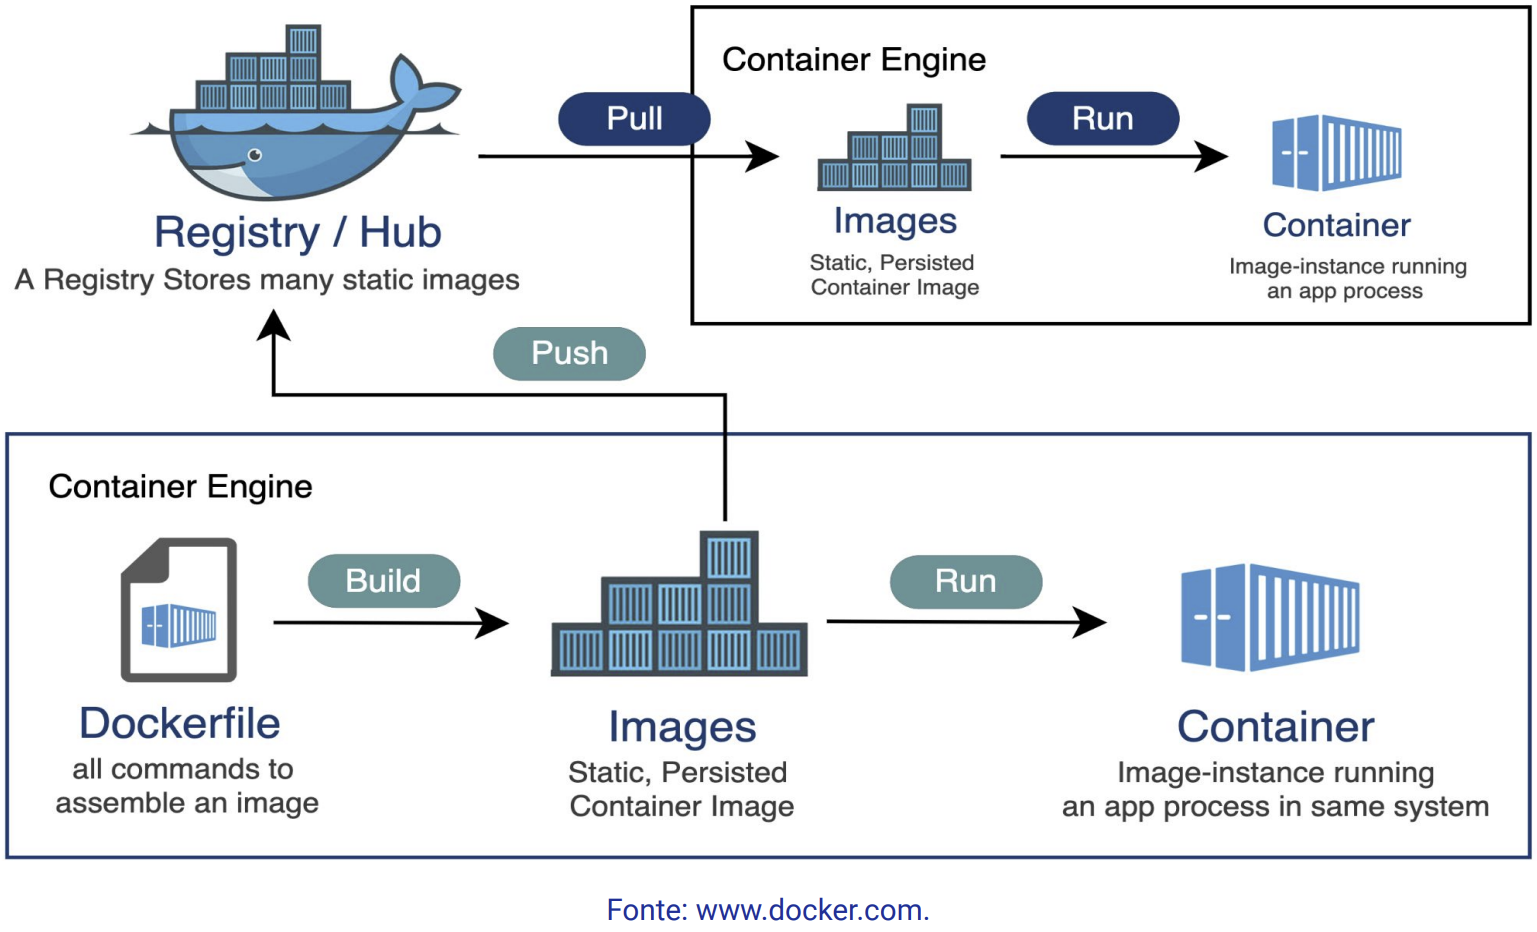 Container Engine
Pull
Run
Registry / Hub
A Registry Stores many static images
Images
Static, Persisted
Container Image
Container
Image-instance running
an app process
Push
Container Engine
Build
Run
Dockerfile
all commands to
assemble an image
Images
Static, Persisted
Container Image
Container
Image-instance running
an app process in same system
Fonte: www.docker.com.